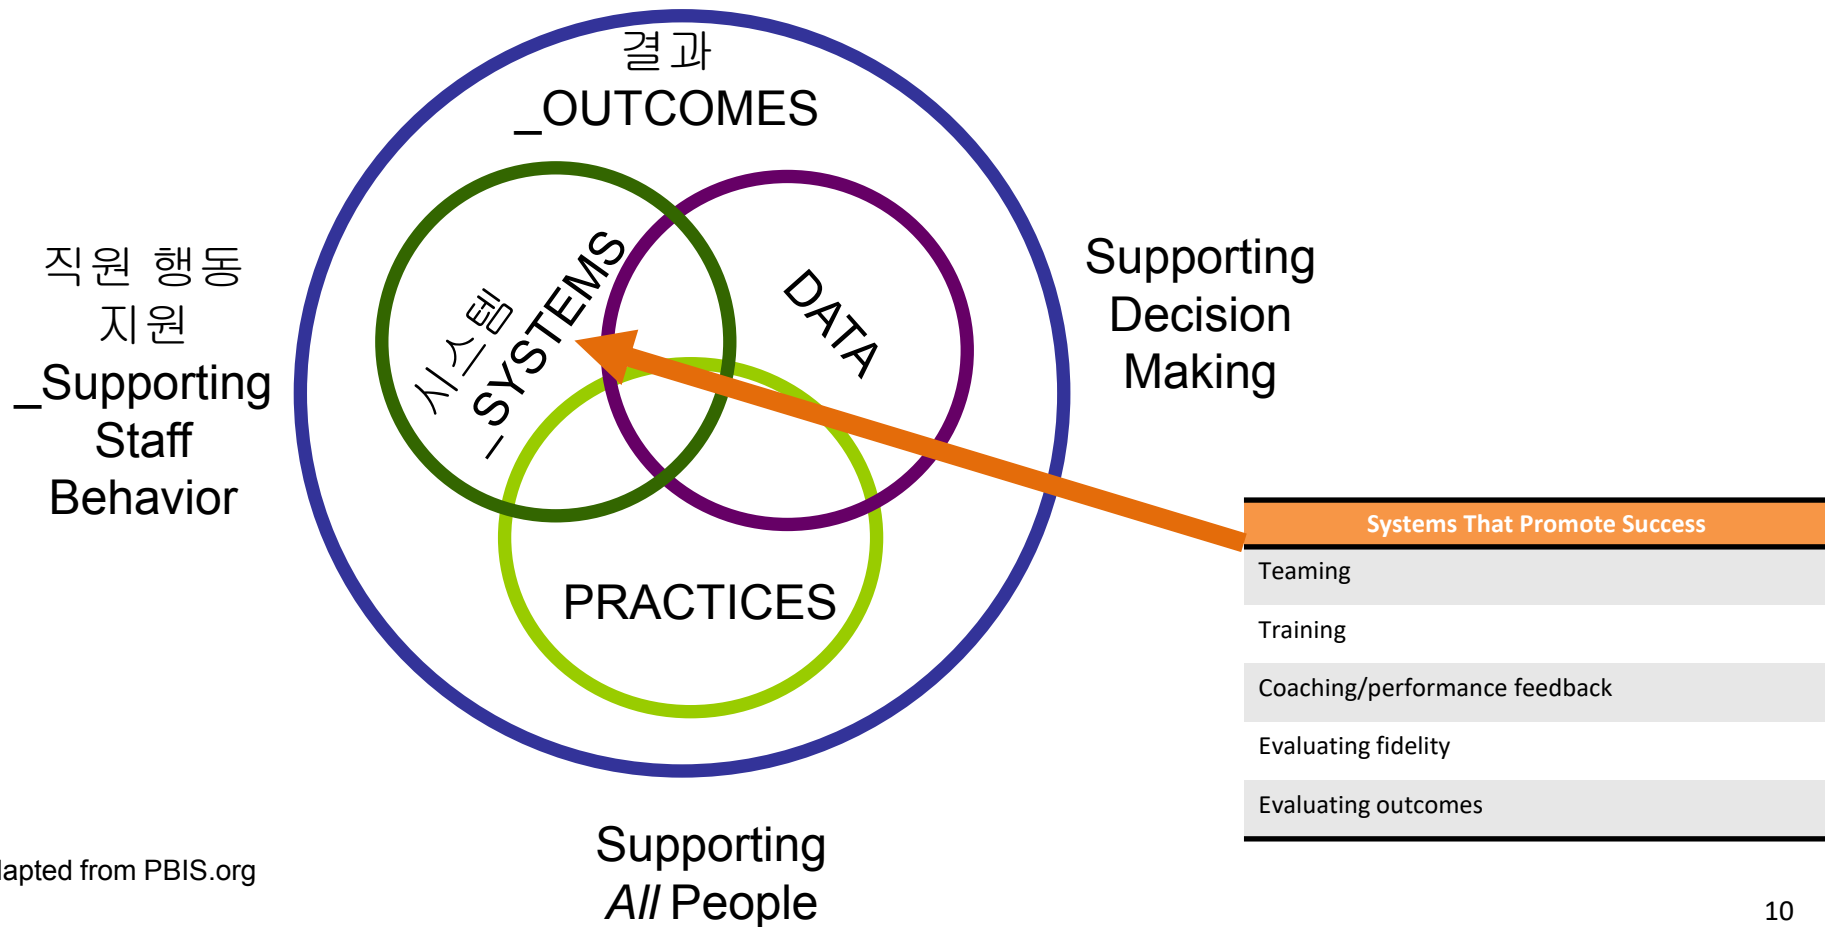 결과
_OUTCOMES
시스템
_SYSTEMS
DATA
PRACTICES
직원 행동
지원
_Supporting
Staff
Behavior
Supporting
Decision
Making
Systems That Promote Success
Teaming
Training
Coaching/performance feedback
Evaluating fidelity
Evaluating outcomes
Supporting
All People
dapted from PBIS.org
10